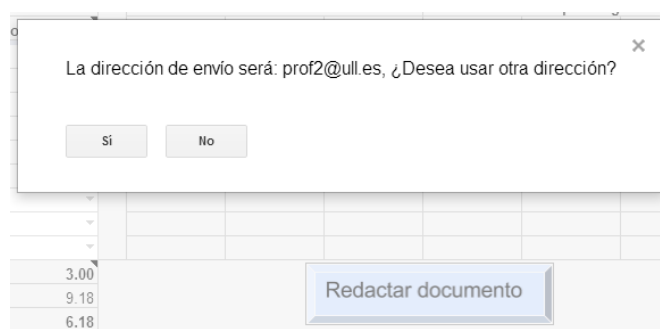 La dirección de envío será: prof2@ull.es, ¿Desea usar otra dirección?
Sí No
3.00
9.18
Redactar documento
6.18